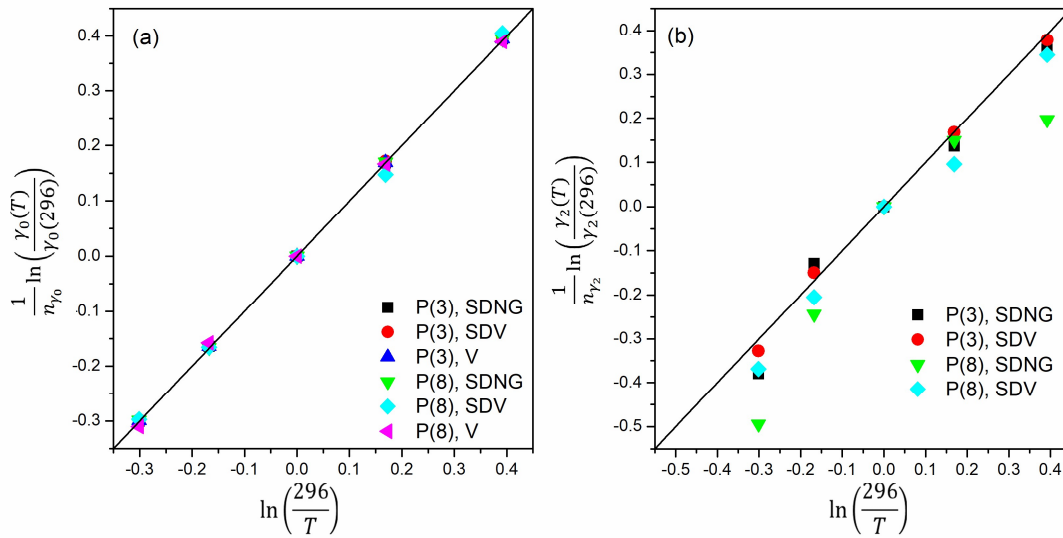 (a)
0.4
0.3
0.2
0.1
0.0
-0.1
-0.2
-0.3
-0.3 -0.2 -0.1 0.0 0.1 0.2 0.3 0.4
1/n_γ₀ ln(γ₀(T)/γ₀(296))
ln(296/T)
P(3), SDNG
P(3), SDV
P(3), V
P(8), SDNG
P(8), SDV
P(8), V
(b)
0.4
0.3
0.2
0.1
0.0
-0.1
-0.2
-0.3
-0.4
-0.5
-0.5 -0.4 -0.3 -0.2 -0.1 0.0 0.1 0.2 0.3 0.4
1/n_γ₂ ln(γ₂(T)/γ₂(296))
ln(296/T)
P(3), SDNG
P(3), SDV
P(8), SDNG
P(8), SDV